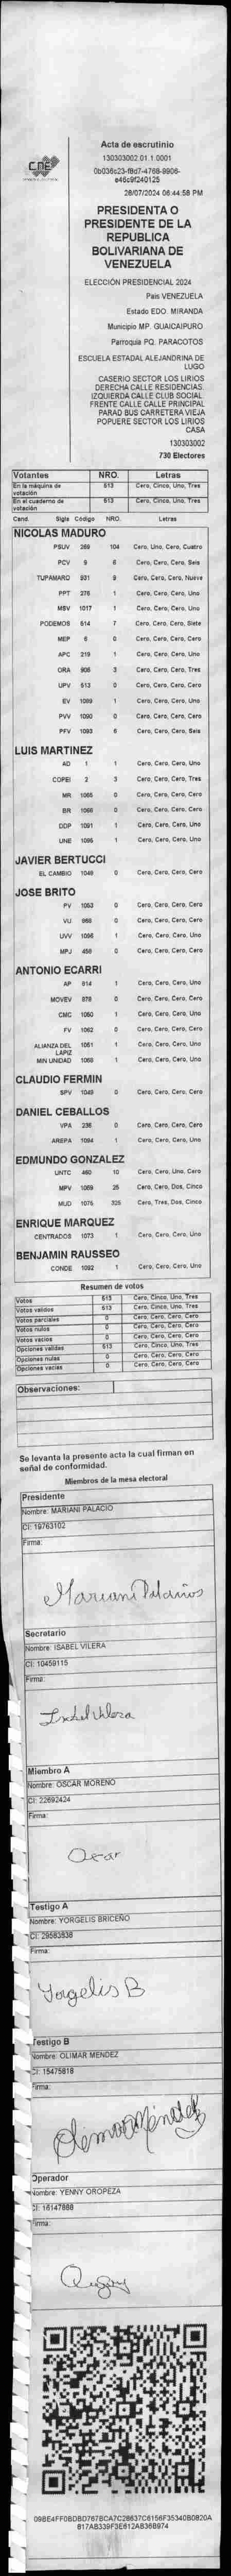 CNE
Acta de escrutinio
130303002.01.1.0001
0b036c23-f8d7-4768-9906-
e46c9f240125
28/07/2024 06:44:58 PM
PRESIDENTA O
PRESIDENTE DE LA
REPUBLICA
BOLIVARIANA DE
VENEZUELA
ELECCIÓN PRESIDENCIAL 2024
Pais VENEZUELA
Estado EDO. MIRANDA
Municipio MP. GUAICAIPURO
Parroquia PQ. PARACOTOS
ESCUELA ESTADAL ALEJANDRINA DE
LUGO
CASERIO SECTOR LOS LIRIOS
DERECHA CALLE RESIDENCIAS.
IZQUIERDA CALLE CLUB SOCIAL.
FRENTE CALLE CALLE PRINCIPAL
PARAD BUS CARRETERA VIEJA
POPUERE SECTOR LOS LIRIOS
CASA
130303002
730 Electores
Votantes NRO. Letras
En la máquina de votación 513 Cero, Cinco, Uno, Tres
En el cuaderno de votación 513 Cero, Cinco, Uno, Tres
Cand. Sigla Código NRO. Letras
NICOLAS MADURO
PSUV 269 104 Cero, Uno, Cero, Cuatro
PCV 9 6 Cero, Cero, Cero, Seis
TUPAMARO 931 9 Cero, Cero, Cero, Nueve
PPT 276 1 Cero, Cero, Cero, Uno
MSV 1017 1 Cero, Cero, Cero, Uno
PODEMOS 514 7 Cero, Cero, Cero, Siete
MEP 6 0 Cero, Cero, Cero, Cero
APC 219 1 Cero, Cero, Cero, Uno
ORA 906 3 Cero, Cero, Cero, Tres
UPV 513 0 Cero, Cero, Cero, Cero
EV 1089 1 Cero, Cero, Cero, Uno
PVV 1090 0 Cero, Cero, Cero, Cero
PFV 1093 6 Cero, Cero, Cero, Seis
LUIS MARTINEZ
AD 1 1 Cero, Cero, Cero, Uno
COPEI 2 3 Cero, Cero, Cero, Tres
MR 1065 0 Cero, Cero, Cero, Cero
BR 1066 0 Cero, Cero, Cero, Cero
DDP 1091 1 Cero, Cero, Cero, Uno
UNE 1095 1 Cero, Cero, Cero, Uno
JAVIER BERTUCCI
EL CAMBIO 1049 0 Cero, Cero, Cero, Cero
JOSE BRITO
PV 1053 0 Cero, Cero, Cero, Cero
VU 0 Cero, Cero, Cero, Cero
UVV 1096 1 Cero, Cero, Cero, Uno
MPJ 458 0 Cero, Cero, Cero, Cero
ANTONIO ECARRI
AP 814 1 Cero, Cero, Cero, Uno
MOVEV 878 0 Cero, Cero, Cero, Cero
CMC 1060 1 Cero, Cero, Cero, Uno
FV 1062 0 Cero, Cero, Cero, Cero
ALIANZA DEL LAPIZ 1051 1 Cero, Cero, Cero, Uno
MIN UNIDAD 1068 1 Cero, Cero, Cero, Uno
CLAUDIO FERMIN
SPV 1049 0 Cero, Cero, Cero, Cero
DANIEL CEBALLOS
VPA 236 0 Cero, Cero, Cero, Cero
AREPA 1094 1 Cero, Cero, Cero, Uno
EDMUNDO GONZALEZ
UNTC 460 10 Cero, Cero, Uno, Cero
MPV 1069 25 Cero, Cero, Dos, Cinco
MUD 1075 325 Cero, Tres, Dos, Cinco
ENRIQUE MARQUEZ
CENTRADOS 1073 1 Cero, Cero, Cero, Uno
BENJAMIN RAUSSEO
CONDE 1092 1 Cero, Cero, Cero, Uno
Resumen de votos
Votos 513 Cero, Cinco, Uno, Tres
Votos validos 513 Cero, Cinco, Uno, Tres
Votos parciales 0 Cero, Cero, Cero, Cero
Votos nulos 0 Cero, Cero, Cero, Cero
Votos vacios 0 Cero, Cero, Cero, Cero
Opciones validas 513 Cero, Cinco, Uno, Tres
Opciones nulas 0 Cero, Cero, Cero, Cero
Opciones vacias 0 Cero, Cero, Cero, Cero
Observaciones:
Se levanta la presente acta la cual firman en
señal de conformidad.
Miembros de la mesa electoral
Presidente
Nombre: MARIANI PALACIO
CI: 19763102
Firma:
Mariani Palacios
Secretario
Nombre: ISABEL VILERA
CI: 10459115
Firma:
Isabel Vilera
Miembro A
Nombre: OSCAR MORENO
CI: 22692424
Firma:
Oscar
Testigo A
Nombre: YORGELIS BRICEÑO
CI: 29583838
Firma:
Yorgelis B
Testigo B
Nombre: OLIMAR MENDEZ
CI: 15475818
Firma:
Olimar Méndez
Operador
Nombre: YENNY OROPEZA
CI: 16147888
Firma:
09BE4FF0BDBD767BCA7C28637C6156F35340B0820A
817AB339F3E612AB36B974